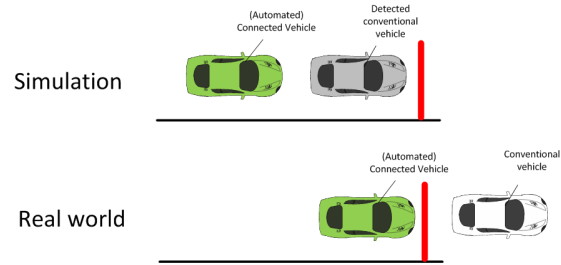 (Automated)
Connected Vehicle
Detected
conventional
vehicle
Simulation
(Automated)
Connected Vehicle
Conventional
vehicle
Real world